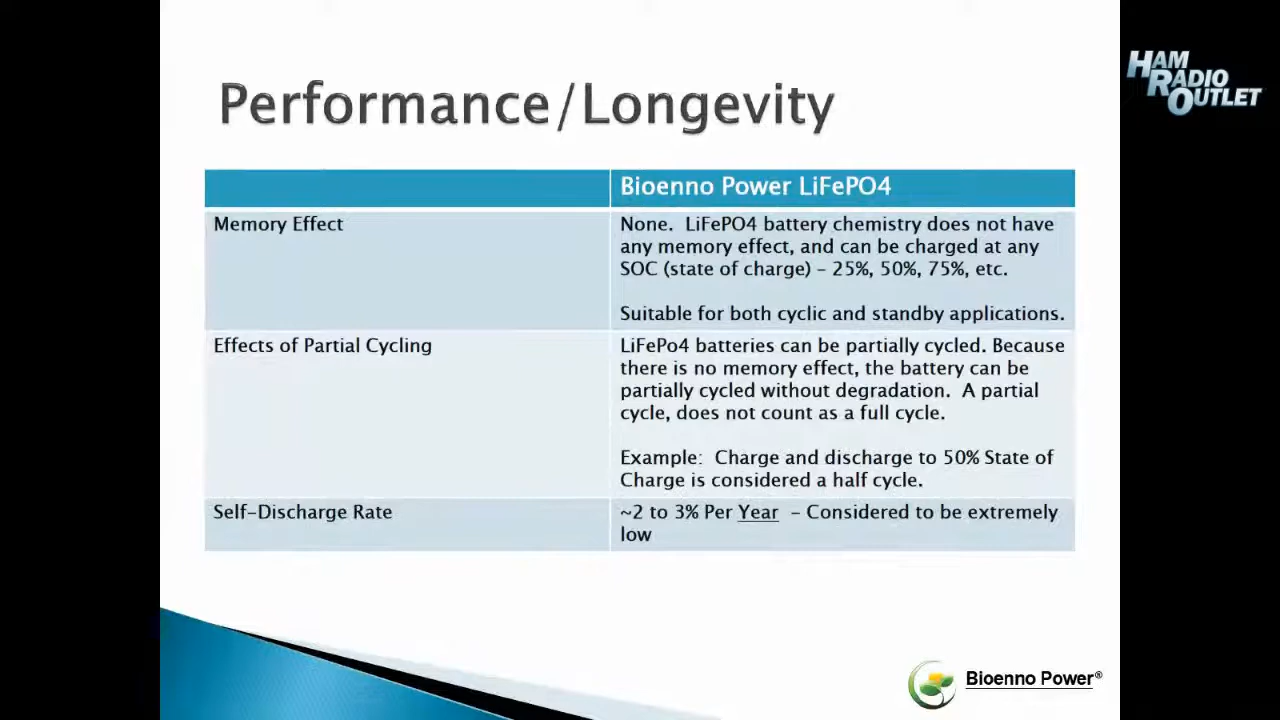 HAM
RADIO
OUTLET
Performance/Longevity
Bioenno Power LiFePO4
Memory Effect
None.  LiFePO4 battery chemistry does not have
any memory effect, and can be charged at any
SOC (state of charge) – 25%, 50%, 75%, etc.
Suitable for both cyclic and standby applications.
Effects of Partial Cycling
LiFePo4 batteries can be partially cycled. Because
there is no memory effect, the battery can be
partially cycled without degradation.  A partial
cycle, does not count as a full cycle.
Example:  Charge and discharge to 50% State of
Charge is considered a half cycle.
Self-Discharge Rate
~2 to 3% Per Year  – Considered to be extremely
low
Bioenno Power®